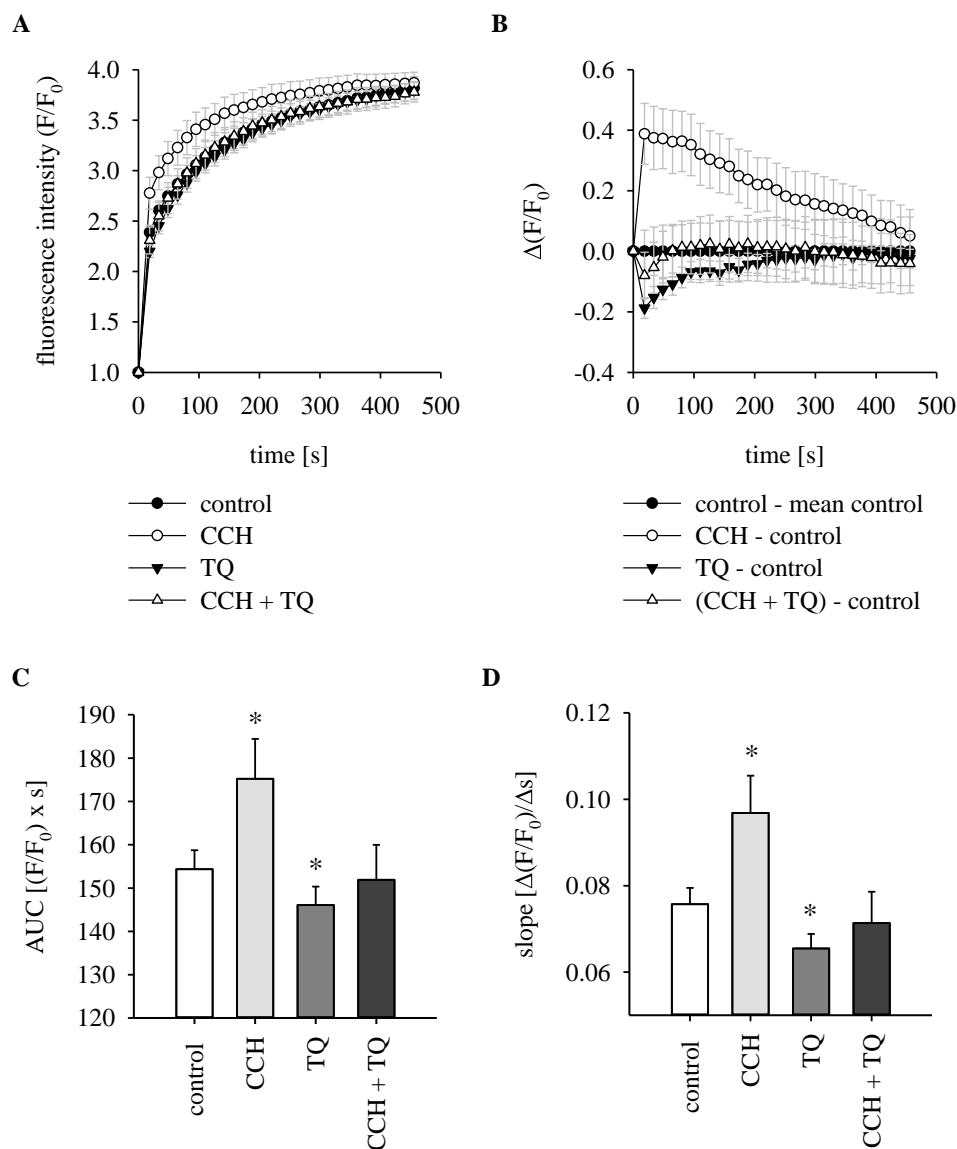 A
B
4.0
3.5
3.0
2.5
2.0
1.5
1.0
fluorescence intensity (F/F0)
0 100 200 300 400 500
time [s]
control
CCH
TQ
CCH + TQ
0.6
0.4
0.2
0.0
-0.2
-0.4
Δ(F/F0)
0 100 200 300 400 500
time [s]
control - mean control
CCH - control
TQ - control
(CCH + TQ) - control
C
D
190
180
170
160
150
140
130
120
AUC [(F/F0) x s]
*
*
control
CCH
TQ
CCH + TQ
0.12
0.10
0.08
0.06
slope [Δ(F/F0)/Δs]
*
*
control
CCH
TQ
CCH + TQ